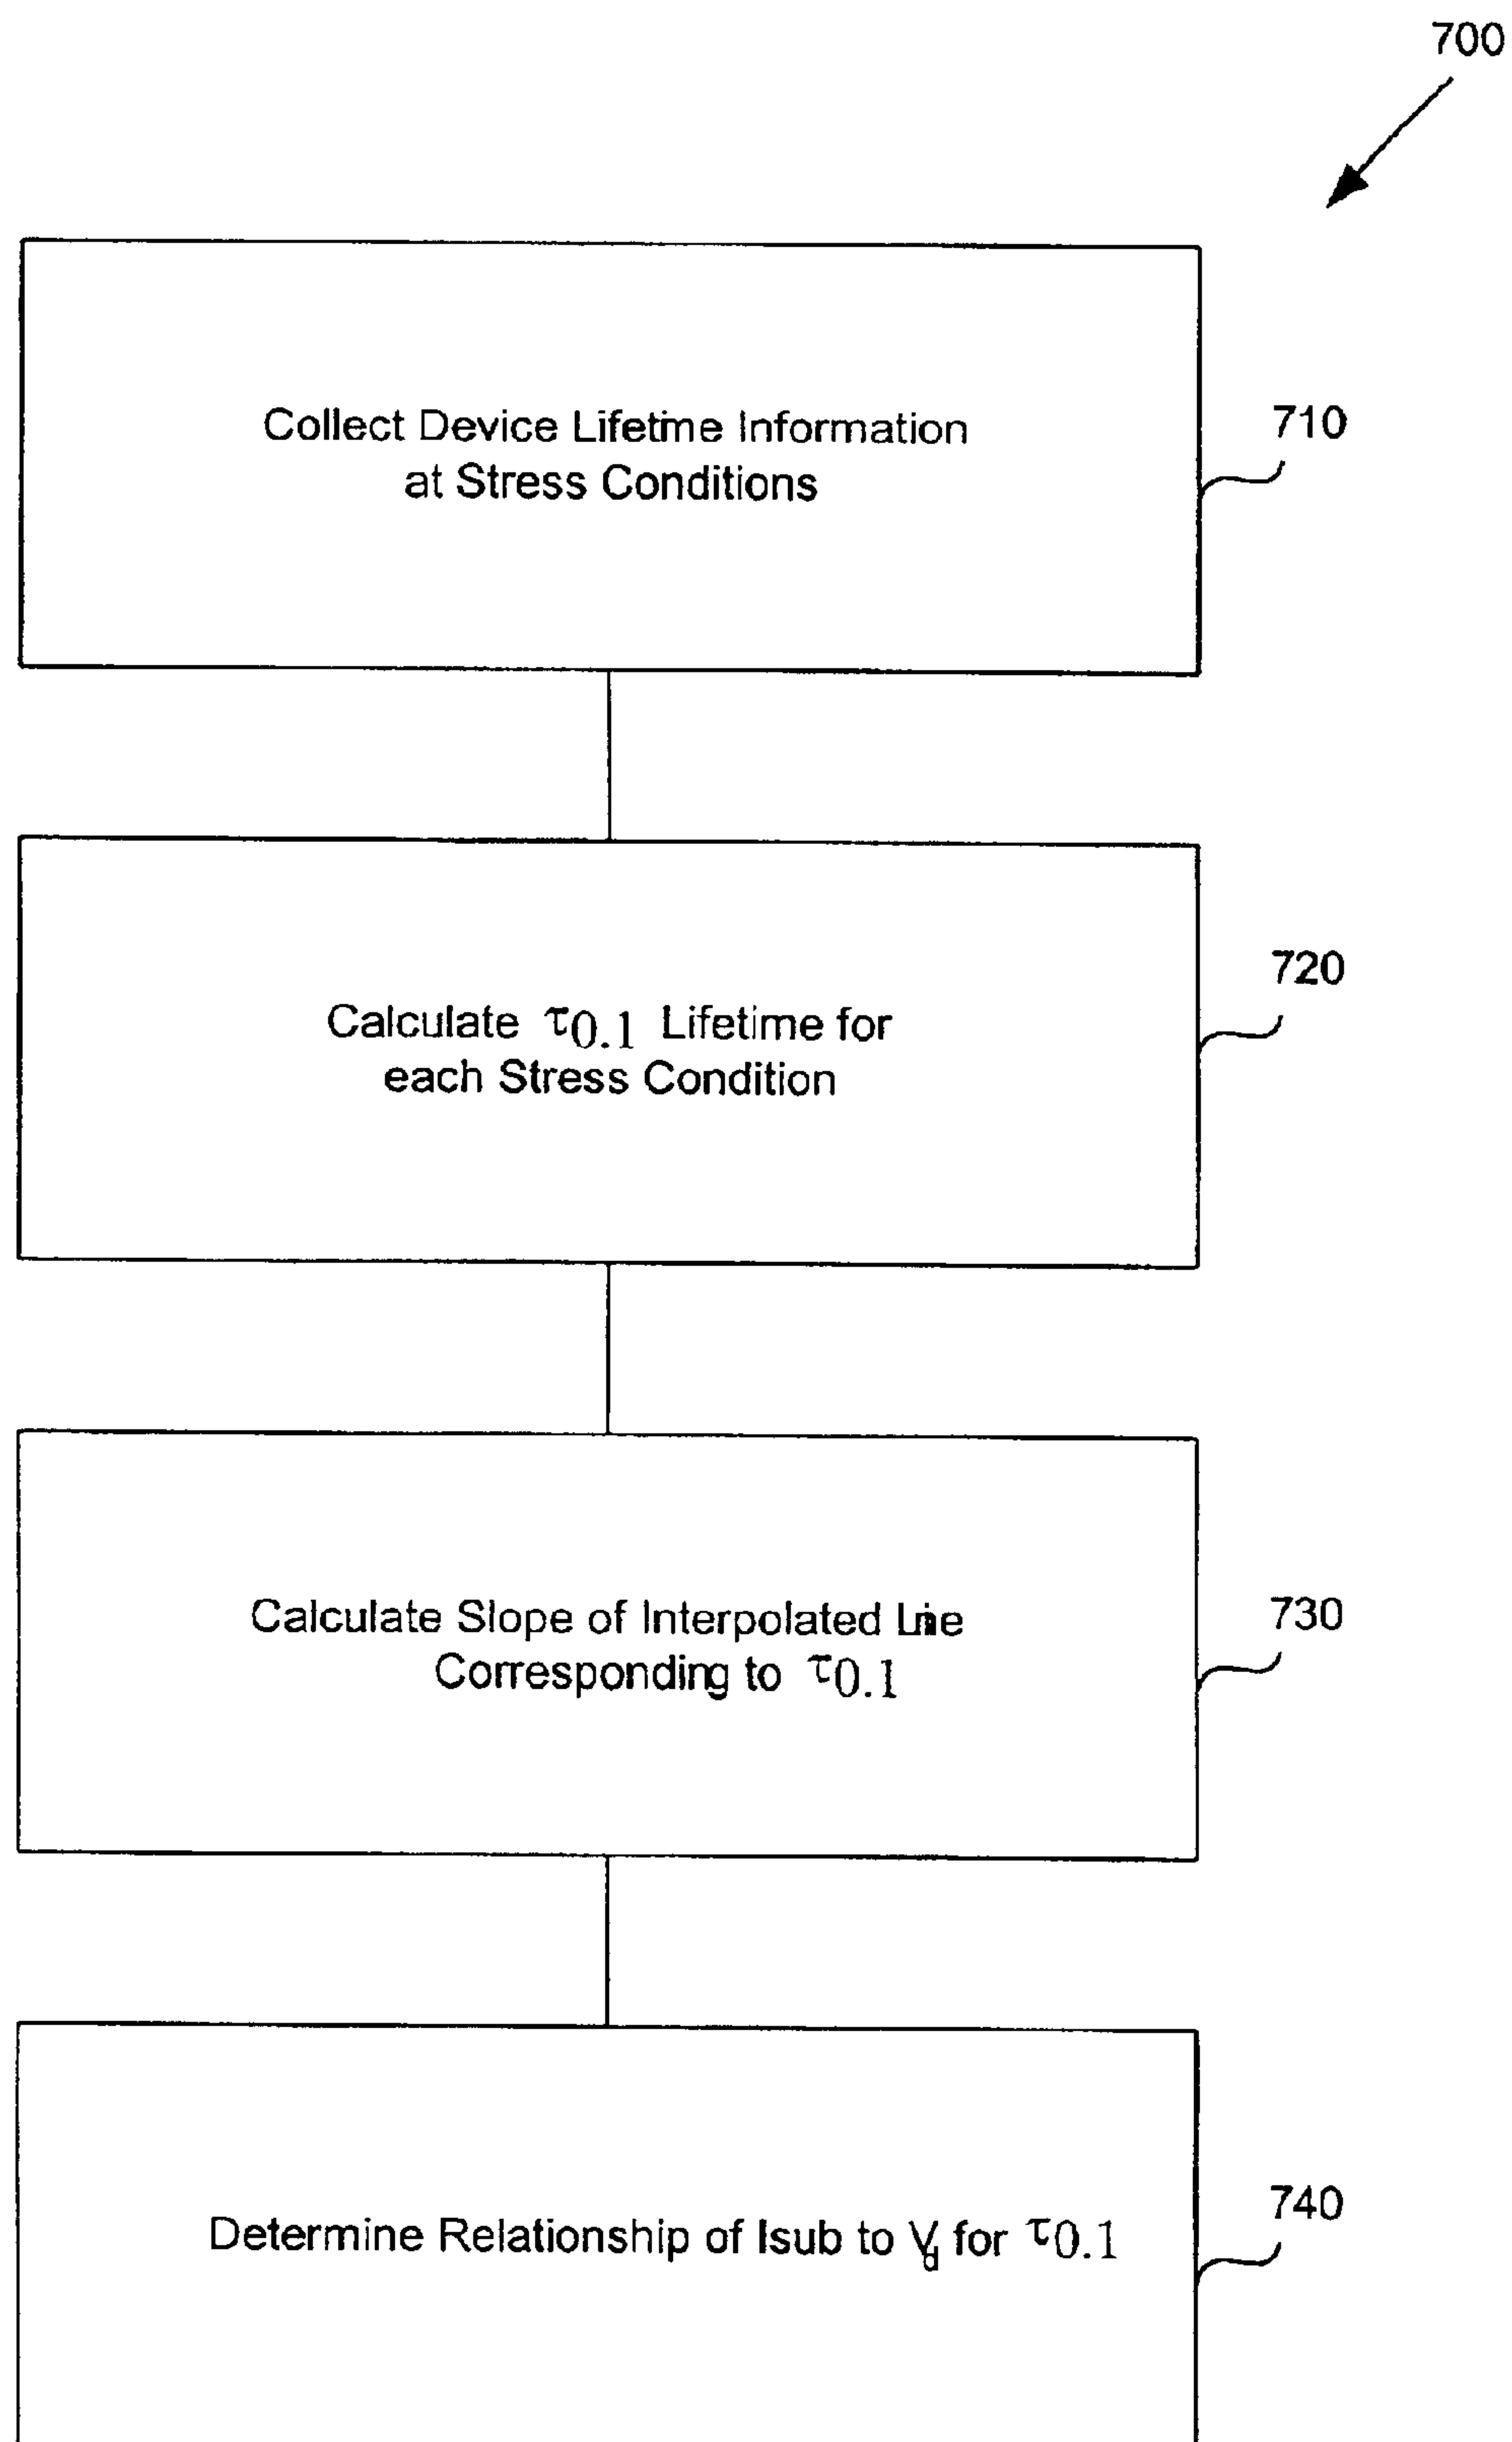 700
Collect Device Lifetime Information
at Stress Conditions
710
Calculate τ0.1 Lifetime for
each Stress Condition
720
Calculate Slope of Interpolated Line
Corresponding to τ0.1
730
Determine Relationship of Isub to Vd for τ0.1
740